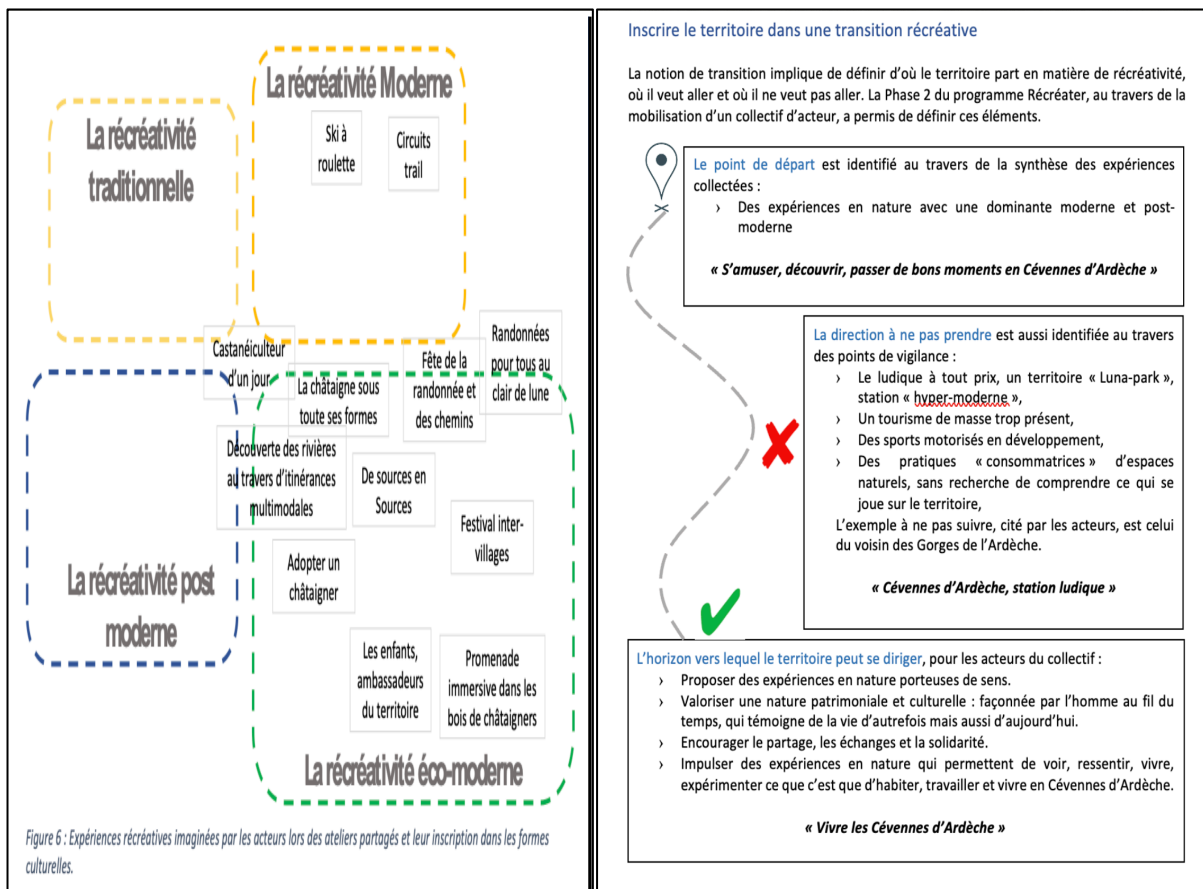 La récréativité
traditionnelle
La récréativité Moderne
Ski à
roulette
Circuits
trail
Castanéiculteur
d'un jour
La châtaigne sous
toute ses formes
Fête de la
randonnée et
des chemins
Randonnées
pour tous au
clair de lune
Découverte des rivières
au travers d'itinérances
multimodales
De sources en
Sources
Festival inter-
villages
Adopter un
châtaigner
La récréativité post
moderne
Les enfants,
ambassadeurs
du territoire
Promenade
immersive dans les
bois de châtaigners
La récréativité éco-moderne
Figure 6 : Expériences récréatives imaginées par les acteurs lors des ateliers partagés et leur inscription dans les formes
culturelles.
Inscrire le territoire dans une transition récréative
La notion de transition implique de définir d'où le territoire part en matière de récréativité,
où il veut aller et où il ne veut pas aller. La Phase 2 du programme Récréater, au travers de la
mobilisation d'un collectif d'acteur, a permis de définir ces éléments.
Le point de départ est identifié au travers de la synthèse des expériences
collectées :
› Des expériences en nature avec une dominante moderne et post-
moderne
« S'amuser, découvrir, passer de bons moments en Cévennes d'Ardèche »
La direction à ne pas prendre est aussi identifiée au travers
des points de vigilance :
› Le ludique à tout prix, un territoire « Luna-park »,
station « hyper-moderne »,
› Un tourisme de masse trop présent,
› Des sports motorisés en développement,
› Des pratiques « consommatrices » d'espaces
naturels, sans recherche de comprendre ce qui se
joue sur le territoire,
L'exemple à ne pas suivre, cité par les acteurs, est celui
du voisin des Gorges de l'Ardèche.
« Cévennes d'Ardèche, station ludique »
L'horizon vers lequel le territoire peut se diriger, pour les acteurs du collectif :
› Proposer des expériences en nature porteuses de sens.
› Valoriser une nature patrimoniale et culturelle : façonnée par l'homme au fil du
temps, qui témoigne de la vie d'autrefois mais aussi d'aujourd'hui.
› Encourager le partage, les échanges et la solidarité.
› Impulser des expériences en nature qui permettent de voir, ressentir, vivre,
expérimenter ce que c'est que d'habiter, travailler et vivre en Cévennes d'Ardèche.
« Vivre les Cévennes d'Ardèche »